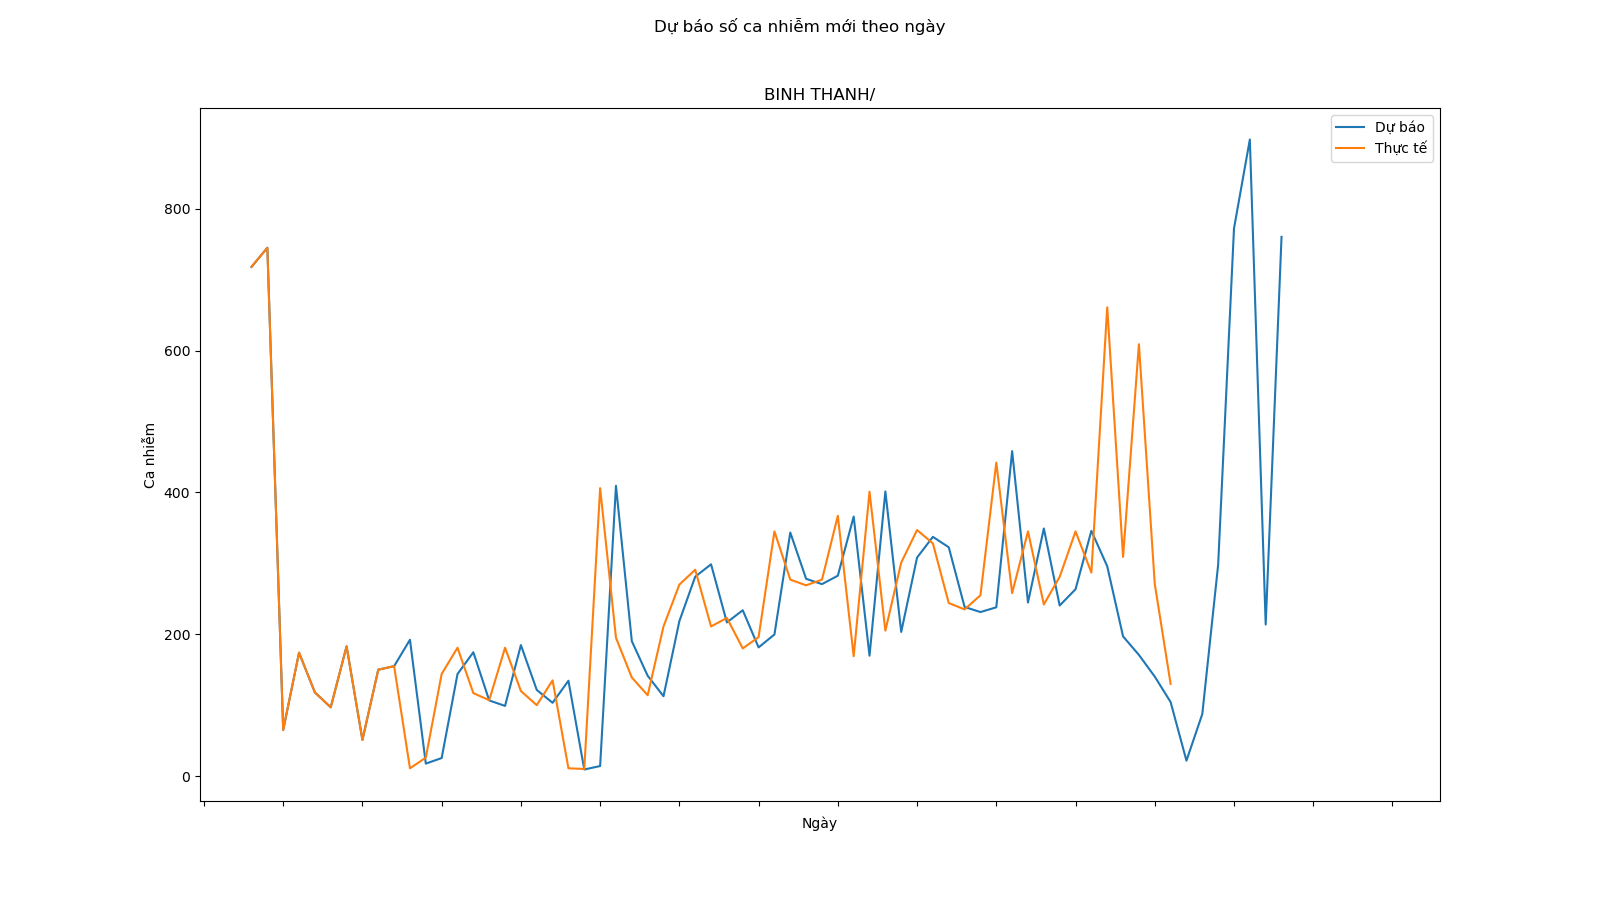 Dự báo số ca nhiễm mới theo ngày
BINH THANH/
Dự báo
Thực tế
800
600
400
200
0
Ca nhiễm
Ngày